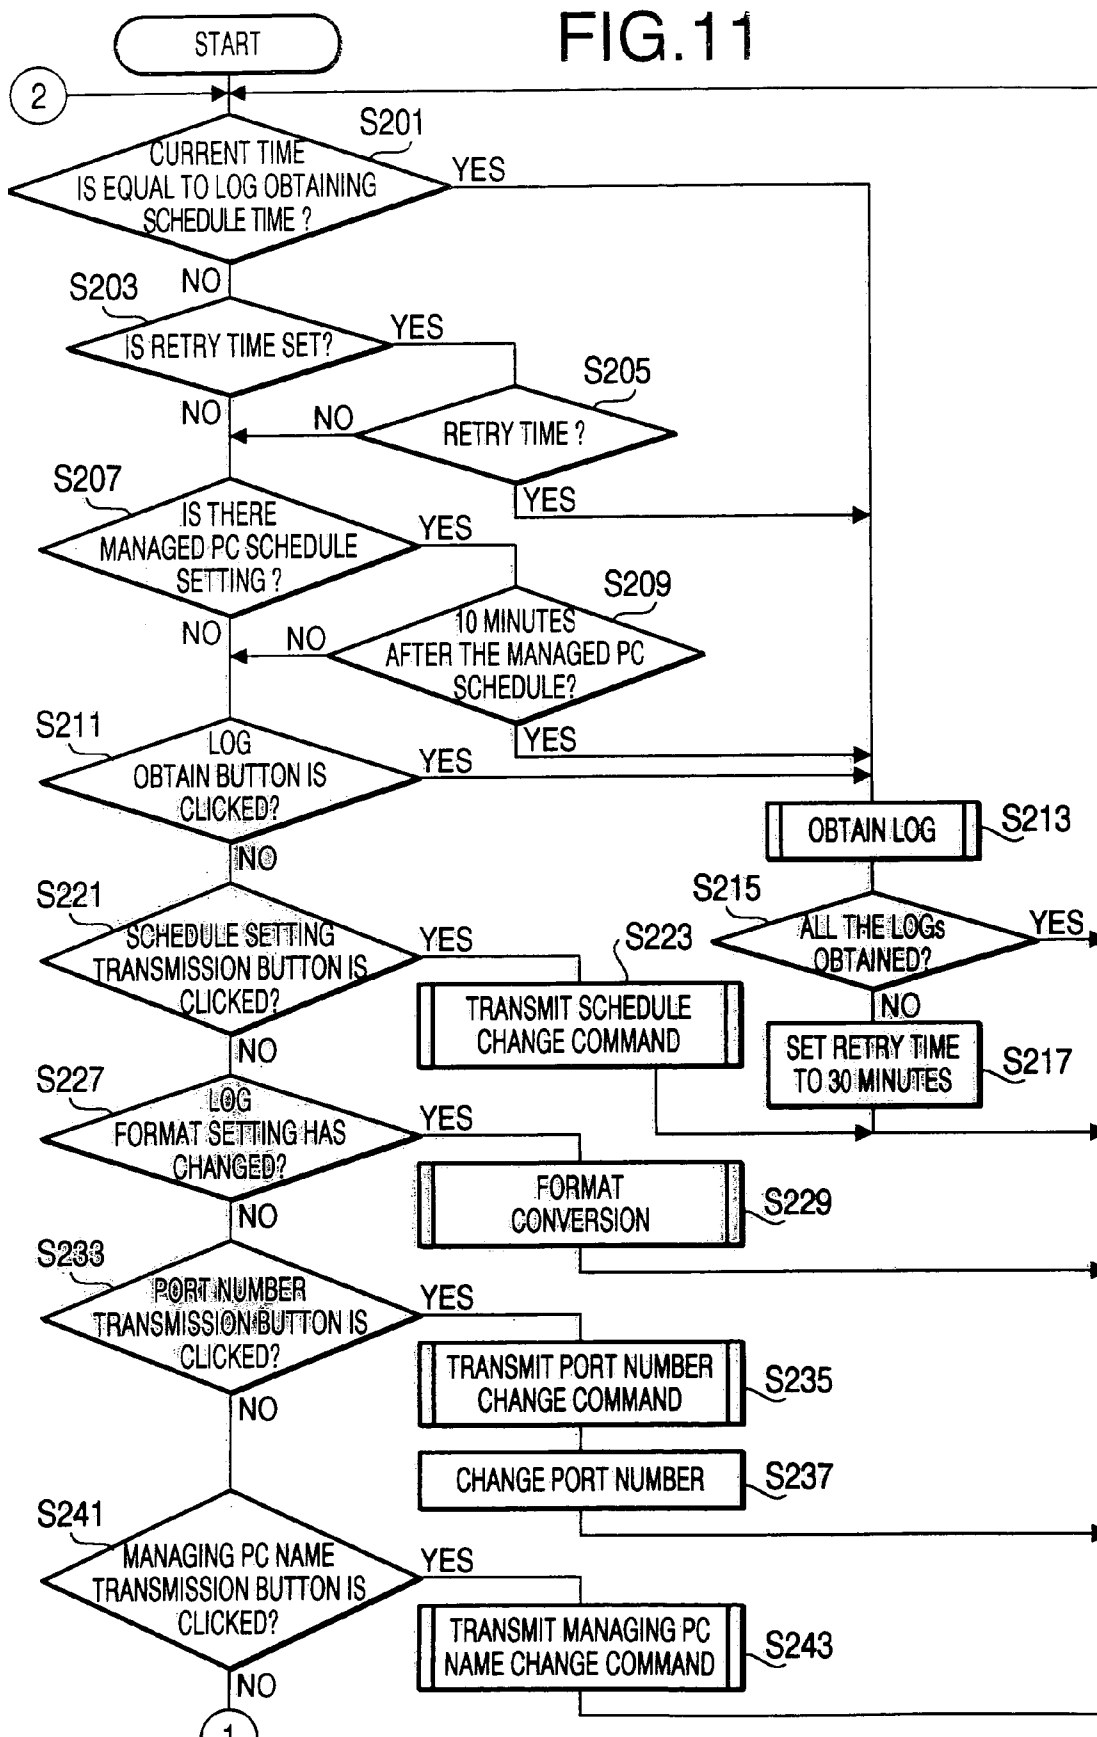 FIG.11
START
2
S201
CURRENT TIME
IS EQUAL TO LOG OBTAINING
SCHEDULE TIME ?
YES
NO
S203
IS RETRY TIME SET?
YES
NO
S205
RETRY TIME ?
NO
YES
S207
IS THERE
MANAGED PC SCHEDULE
SETTING ?
YES
NO
S209
10 MINUTES
AFTER THE MANAGED PC
SCHEDULE?
NO
YES
S211
LOG
OBTAIN BUTTON IS
CLICKED?
YES
NO
OBTAIN LOG
S213
S215
ALL THE LOGs
OBTAINED?
YES
NO
SET RETRY TIME
TO 30 MINUTES
S217
S221
SCHEDULE SETTING
TRANSMISSION BUTTON IS
CLICKED?
YES
NO
S223
TRANSMIT SCHEDULE
CHANGE COMMAND
S227
LOG
FORMAT SETTING HAS
CHANGED?
YES
NO
FORMAT
CONVERSION
S229
S233
PORT NUMBER
TRANSMISSION BUTTON IS
CLICKED?
YES
NO
TRANSMIT PORT NUMBER
CHANGE COMMAND
S235
CHANGE PORT NUMBER
S237
S241
MANAGING PC NAME
TRANSMISSION BUTTON IS
CLICKED?
YES
NO
TRANSMIT MANAGING PC
NAME CHANGE COMMAND
S243
1